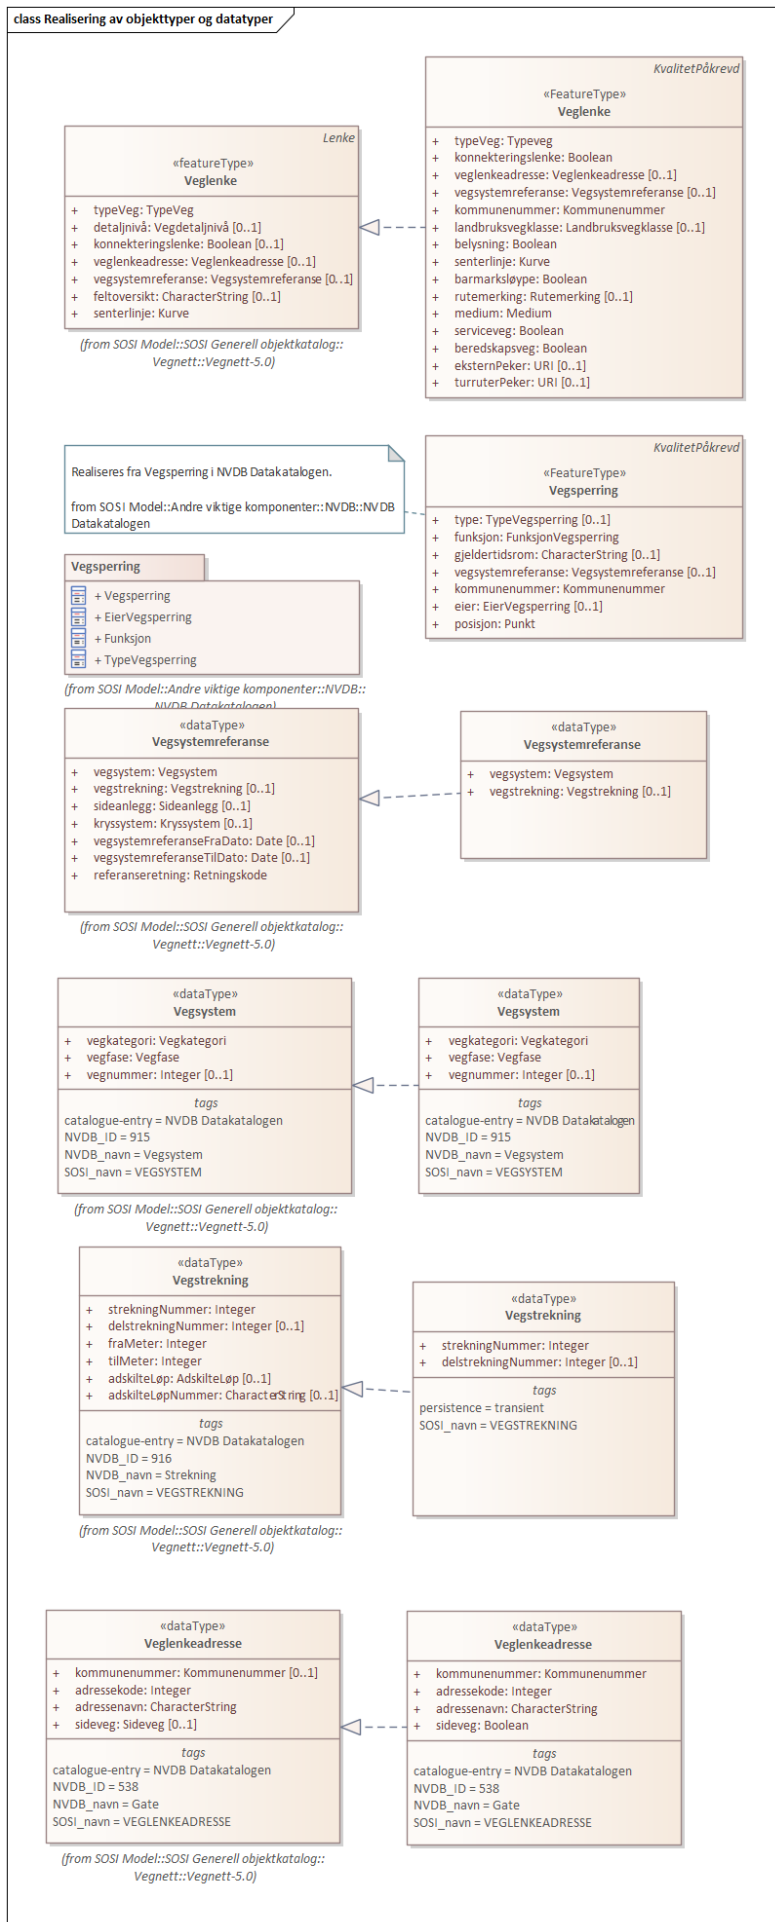 class Realisering av objekttyper og datatyper
Lenke
«featureType»
Veglenke
+ typeVeg: TypeVeg
+ detaljnivå: Vegdetaljnivå [0..1]
+ konnekteringslenke: Boolean [0..1]
+ veglenkeadresse: Veglenkeadresse [0..1]
+ vegsystemreferanse: Vegsystemreferanse [0..1]
+ feltoversikt: CharacterString [0..1]
+ senterlinje: Kurve
(from SOSI Model::SOSI Generell objektkatalog::
Vegnett::Vegnett-5.0)
KvalitetPåkrevd
«FeatureType»
Veglenke
+ typeVeg: Typeveg
+ konnekteringslenke: Boolean
+ veglenkeadresse: Veglenkeadresse [0..1]
+ vegsystemreferanse: Vegsystemreferanse [0..1]
+ kommunenummer: Kommunenummer
+ landbruksvegklasse: Landbruksvegklasse [0..1]
+ belysning: Boolean
+ senterlinje: Kurve
+ barmarksløype: Boolean
+ rutemerking: Rutemerking [0..1]
+ medium: Medium
+ serviceveg: Boolean
+ beredskapsveg: Boolean
+ eksternPeker: URI [0..1]
+ turruterPeker: URI [0..1]
Realiseres fra Vegsperring i NVDB Datakatalogen.
from SOSI Model::Andre viktige komponenter::NVDB::NVDB
Datakatalogen
KvalitetPåkrevd
«FeatureType»
Vegsperring
+ type: TypeVegsperring [0..1]
+ funksjon: FunksjonVegsperring
+ gjeldertidsrom: CharacterString [0..1]
+ vegsystemreferanse: Vegsystemreferanse [0..1]
+ kommunenummer: Kommunenummer
+ eier: EierVegsperring [0..1]
+ posisjon: Punkt
Vegsperring
+ Vegsperring
+ EierVegsperring
+ Funksjon
+ TypeVegsperring
(from SOSI Model::Andre viktige komponenter::NVDB::
NVDB Datakatalogen)
«dataType»
Vegsystemreferanse
+ vegsystem: Vegsystem
+ vegstrekning: Vegstrekning [0..1]
+ sideanlegg: Sideanlegg [0..1]
+ kryssystem: Kryssystem [0..1]
+ vegsystemreferanseFraDato: Date [0..1]
+ vegsystemreferanseTilDato: Date [0..1]
+ referanseretning: Retningskode
(from SOSI Model::SOSI Generell objektkatalog::
Vegnett::Vegnett-5.0)
«dataType»
Vegsystemreferanse
+ vegsystem: Vegsystem
+ vegstrekning: Vegstrekning [0..1]
«dataType»
Vegsystem
+ vegkategori: Vegkategori
+ vegfase: Vegfase
+ vegnummer: Integer [0..1]
tags
catalogue-entry = NVDB Datakatalogen
NVDB_ID = 915
NVDB_navn = Vegsystem
SOSI_navn = VEGSYSTEM
(from SOSI Model::SOSI Generell objektkatalog::
Vegnett::Vegnett-5.0)
«dataType»
Vegsystem
+ vegkategori: Vegkategori
+ vegfase: Vegfase
+ vegnummer: Integer [0..1]
tags
catalogue-entry = NVDB Datakatalogen
NVDB_ID = 915
NVDB_navn = Vegsystem
SOSI_navn = VEGSYSTEM
«dataType»
Vegstrekning
+ strekningNummer: Integer
+ delstrekningNummer: Integer [0..1]
+ fraMeter: Integer
+ tilMeter: Integer
+ adskilteLøp: AdskilteLøp [0..1]
+ adskilteLøpNummer: CharacterString [0..1]
tags
catalogue-entry = NVDB Datakatalogen
NVDB_ID = 916
NVDB_navn = Strekning
SOSI_navn = VEGSTREKNING
(from SOSI Model::SOSI Generell objektkatalog::
Vegnett::Vegnett-5.0)
«dataType»
Vegstrekning
+ strekningNummer: Integer
+ delstrekningNummer: Integer [0..1]
tags
persistence = transient
SOSI_navn = VEGSTREKNING
«dataType»
Veglenkeadresse
+ kommunenummer: Kommunenummer [0..1]
+ adressekode: Integer
+ adressenavn: CharacterString
+ sideveg: Sideveg [0..1]
tags
catalogue-entry = NVDB Datakatalogen
NVDB_ID = 538
NVDB_navn = Gate
SOSI_navn = VEGLENKEADRESSE
(from SOSI Model::SOSI Generell objektkatalog::
Vegnett::Vegnett-5.0)
«dataType»
Veglenkeadresse
+ kommunenummer: Kommunenummer
+ adressekode: Integer
+ adressenavn: CharacterString
+ sideveg: Boolean
tags
catalogue-entry = NVDB Datakatalogen
NVDB_ID = 538
NVDB_navn = Gate
SOSI_navn = VEGLENKEADRESSE